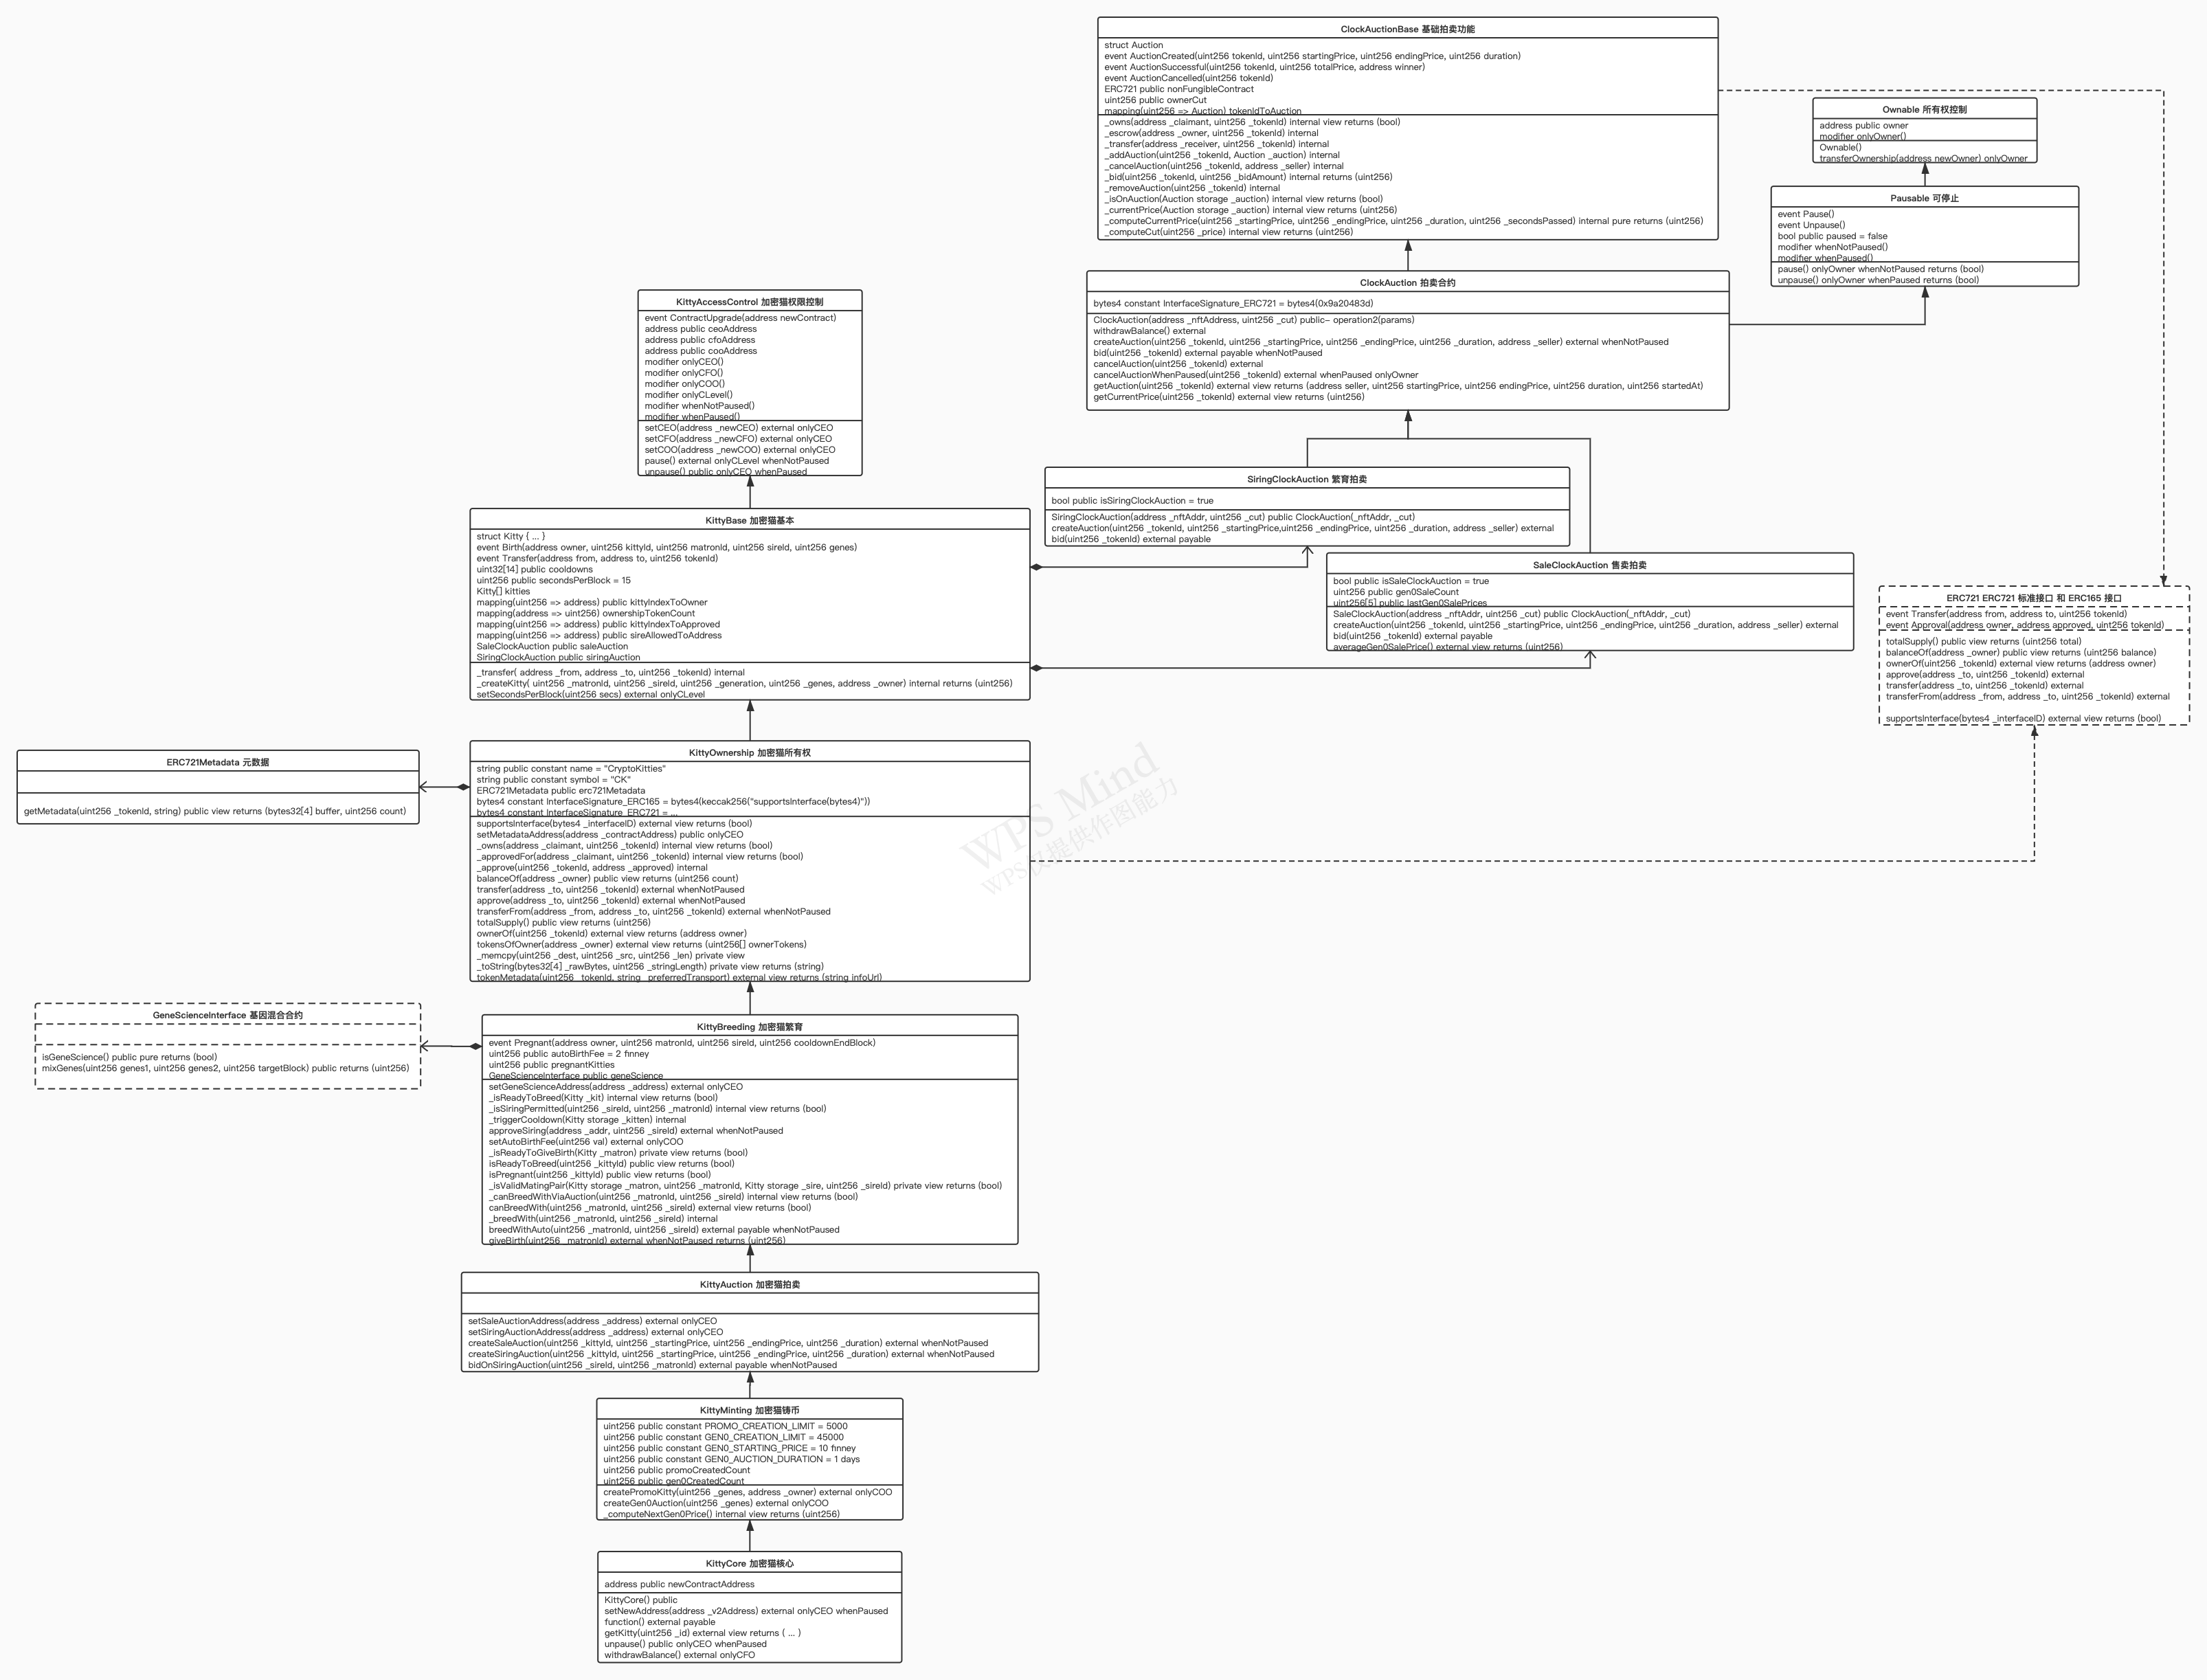 ClockAuctionBase 基础拍卖功能
struct Auction
event AuctionCreated(uint256 tokenId, uint256 startingPrice, uint256 endingPrice, uint256 duration)
event AuctionSuccessful(uint256 tokenId, uint256 totalPrice, address winner)
event AuctionCancelled(uint256 tokenId)
ERC721 public nonFungibleContract
uint256 public ownerCut
mapping(uint256 => Auction) tokenIdToAuction
_owns(address _claimant, uint256 _tokenId) internal view returns (bool)
_escrow(address _owner, uint256 _tokenId) internal
_transfer(address _receiver, uint256 _tokenId) internal
_addAuction(uint256 _tokenId, Auction _auction) internal
_cancelAuction(uint256 _tokenId, address _seller) internal
_bid(uint256 _tokenId, uint256 _bidAmount) internal returns (uint256)
_removeAuction(uint256 _tokenId) internal
_isOnAuction(Auction storage _auction) internal view returns (bool)
_currentPrice(Auction storage _auction) internal view returns (uint256)
_computeCurrentPrice(uint256 _startingPrice, uint256 _endingPrice, uint256 _duration, uint256 _secondsPassed) internal pure returns (uint256)
_computeCut(uint256 _price) internal view returns (uint256)
Ownable 所有权控制
address public owner
modifier onlyOwner()
Ownable()
transferOwnership(address newOwner) onlyOwner
Pausable 可停止
event Pause()
event Unpause()
bool public paused = false
modifier whenNotPaused()
modifier whenPaused()
pause() onlyOwner whenNotPaused returns (bool)
unpause() onlyOwner whenPaused returns (bool)
ClockAuction 拍卖合约
bytes4 constant InterfaceSignature_ERC721 = bytes4(0x9a20483d)
ClockAuction(address _nftAddress, uint256 _cut) public- operation2(params)
withdrawBalance() external
createAuction(uint256 _tokenId, uint256 _startingPrice, uint256 _endingPrice, uint256 _duration, address _seller) external whenNotPaused
bid(uint256 _tokenId) external payable whenNotPaused
cancelAuction(uint256 _tokenId) external
cancelAuctionWhenPaused(uint256 _tokenId) external whenPaused onlyOwner
getAuction(uint256 _tokenId) external view returns (address seller, uint256 startingPrice, uint256 endingPrice, uint256 duration, uint256 startedAt)
getCurrentPrice(uint256 _tokenId) external view returns (uint256)
KittyAccessControl 加密猫权限控制
event ContractUpgrade(address newContract)
address public ceoAddress
address public cfoAddress
address public cooAddress
modifier onlyCEO()
modifier onlyCFO()
modifier onlyCOO()
modifier onlyCLevel()
modifier whenNotPaused()
modifier whenPaused()
setCEO(address _newCEO) external onlyCEO
setCFO(address _newCFO) external onlyCEO
setCOO(address _newCOO) external onlyCEO
pause() external onlyCLevel whenNotPaused
unpause() public onlyCEO whenPaused
SiringClockAuction 繁育拍卖
bool public isSiringClockAuction = true
SiringClockAuction(address _nftAddr, uint256 _cut) public ClockAuction(_nftAddr, _cut)
createAuction(uint256 _tokenId, uint256 _startingPrice,uint256 _endingPrice, uint256 _duration, address _seller) external
bid(uint256 _tokenId) external payable
KittyBase 加密猫基本
struct Kitty { ... }
event Birth(address owner, uint256 kittyId, uint256 matronId, uint256 sireId, uint256 genes)
event Transfer(address from, address to, uint256 tokenId)
uint32[14] public cooldowns
uint256 public secondsPerBlock = 15
Kitty[] kitties
mapping(uint256 => address) public kittyIndexToOwner
mapping(address => uint256) ownershipTokenCount
mapping(uint256 => address) public kittyIndexToApproved
mapping(uint256 => address) public sireAllowedToAddress
SaleClockAuction public saleAuction
SiringClockAuction public siringAuction
_transfer( address _from, address _to, uint256 _tokenId) internal
_createKitty( uint256 _matronId, uint256 _sireId, uint256 _generation, uint256 _genes, address _owner) internal returns (uint256)
setSecondsPerBlock(uint256 secs) external onlyCLevel
SaleClockAuction 售卖拍卖
bool public isSaleClockAuction = true
uint256 public gen0SaleCount
uint256[5] public lastGen0SalePrices
SaleClockAuction(address _nftAddr, uint256 _cut) public ClockAuction(_nftAddr, _cut)
createAuction(uint256 _tokenId, uint256 _startingPrice, uint256 _endingPrice, uint256 _duration, address _seller) external
bid(uint256 _tokenId) external payable
averageGen0SalePrice() external view returns (uint256)
ERC721 ERC721 标准接口 和 ERC165 接口
event Transfer(address from, address to, uint256 tokenId)
event Approval(address owner, address approved, uint256 tokenId)
totalSupply() public view returns (uint256 total)
balanceOf(address _owner) public view returns (uint256 balance)
ownerOf(uint256 _tokenId) external view returns (address owner)
approve(address _to, uint256 _tokenId) external
transfer(address _to, uint256 _tokenId) external
transferFrom(address _from, address _to, uint256 _tokenId) external
supportsInterface(bytes4 _interfaceID) external view returns (bool)
ERC721Metadata 元数据
getMetadata(uint256 _tokenId, string) public view returns (bytes32[4] buffer, uint256 count)
KittyOwnership 加密猫所有权
string public constant name = "CryptoKitties"
string public constant symbol = "CK"
ERC721Metadata public erc721Metadata
bytes4 constant InterfaceSignature_ERC165 = bytes4(keccak256("supportsInterface(bytes4)"))
bytes4 constant InterfaceSignature_ERC721 = ...
supportsInterface(bytes4 _interfaceID) external view returns (bool)
setMetadataAddress(address _contractAddress) public onlyCEO
_owns(address _claimant, uint256 _tokenId) internal view returns (bool)
_approvedFor(address _claimant, uint256 _tokenId) internal view returns (bool)
_approve(uint256 _tokenId, address _approved) internal
balanceOf(address _owner) public view returns (uint256 count)
transfer(address _to, uint256 _tokenId) external whenNotPaused
approve(address _to, uint256 _tokenId) external whenNotPaused
transferFrom(address _from, address _to, uint256 _tokenId) external whenNotPaused
totalSupply() public view returns (uint256)
ownerOf(uint256 _tokenId) external view returns (address owner)
tokensOfOwner(address _owner) external view returns (uint256[] ownerTokens)
_memcpy(uint256 _dest, uint256 _src, uint256 _len) private view
_toString(bytes32[4] _rawBytes, uint256 _stringLength) private view returns (string)
tokenMetadata(uint256 _tokenId, string _preferredTransport) external view returns (string infoUrl)
WPS Mind
WPS仅提供作图能力
GeneScienceInterface 基因混合合约
isGeneScience() public pure returns (bool)
mixGenes(uint256 genes1, uint256 genes2, uint256 targetBlock) public returns (uint256)
KittyBreeding 加密猫繁育
event Pregnant(address owner, uint256 matronId, uint256 sireId, uint256 cooldownEndBlock)
uint256 public autoBirthFee = 2 finney
uint256 public pregnantKitties
GeneScienceInterface public geneScience
setGeneScienceAddress(address _address) external onlyCEO
_isReadyToBreed(Kitty _kit) internal view returns (bool)
_isSiringPermitted(uint256 _sireId, uint256 _matronId) internal view returns (bool)
_triggerCooldown(Kitty storage _kitten) internal
approveSiring(address _addr, uint256 _sireId) external whenNotPaused
setAutoBirthFee(uint256 val) external onlyCOO
_isReadyToGiveBirth(Kitty _matron) private view returns (bool)
isReadyToBreed(uint256 _kittyId) public view returns (bool)
isPregnant(uint256 _kittyId) public view returns (bool)
_isValidMatingPair(Kitty storage _matron, uint256 _matronId, Kitty storage _sire, uint256 _sireId) private view returns (bool)
_canBreedWithViaAuction(uint256 _matronId, uint256 _sireId) internal view returns (bool)
canBreedWith(uint256 _matronId, uint256 _sireId) external view returns (bool)
_breedWith(uint256 _matronId, uint256 _sireId) internal
breedWithAuto(uint256 _matronId, uint256 _sireId) external payable whenNotPaused
giveBirth(uint256 _matronId) external whenNotPaused returns (uint256)
KittyAuction 加密猫拍卖
setSaleAuctionAddress(address _address) external onlyCEO
setSiringAuctionAddress(address _address) external onlyCEO
createSaleAuction(uint256 _kittyId, uint256 _startingPrice, uint256 _endingPrice, uint256 _duration) external whenNotPaused
createSiringAuction(uint256 _kittyId, uint256 _startingPrice, uint256 _endingPrice, uint256 _duration) external whenNotPaused
bidOnSiringAuction(uint256 _sireId, uint256 _matronId) external payable whenNotPaused
KittyMinting 加密猫铸币
uint256 public constant PROMO_CREATION_LIMIT = 5000
uint256 public constant GEN0_CREATION_LIMIT = 45000
uint256 public constant GEN0_STARTING_PRICE = 10 finney
uint256 public constant GEN0_AUCTION_DURATION = 1 days
uint256 public promoCreatedCount
uint256 public gen0CreatedCount
createPromoKitty(uint256 _genes, address _owner) external onlyCOO
createGen0Auction(uint256 _genes) external onlyCOO
_computeNextGen0Price() internal view returns (uint256)
KittyCore 加密猫核心
address public newContractAddress
KittyCore() public
setNewAddress(address _v2Address) external onlyCEO whenPaused
function() external payable
getKitty(uint256 _id) external view returns ( ... )
unpause() public onlyCEO whenPaused
withdrawBalance() external onlyCFO